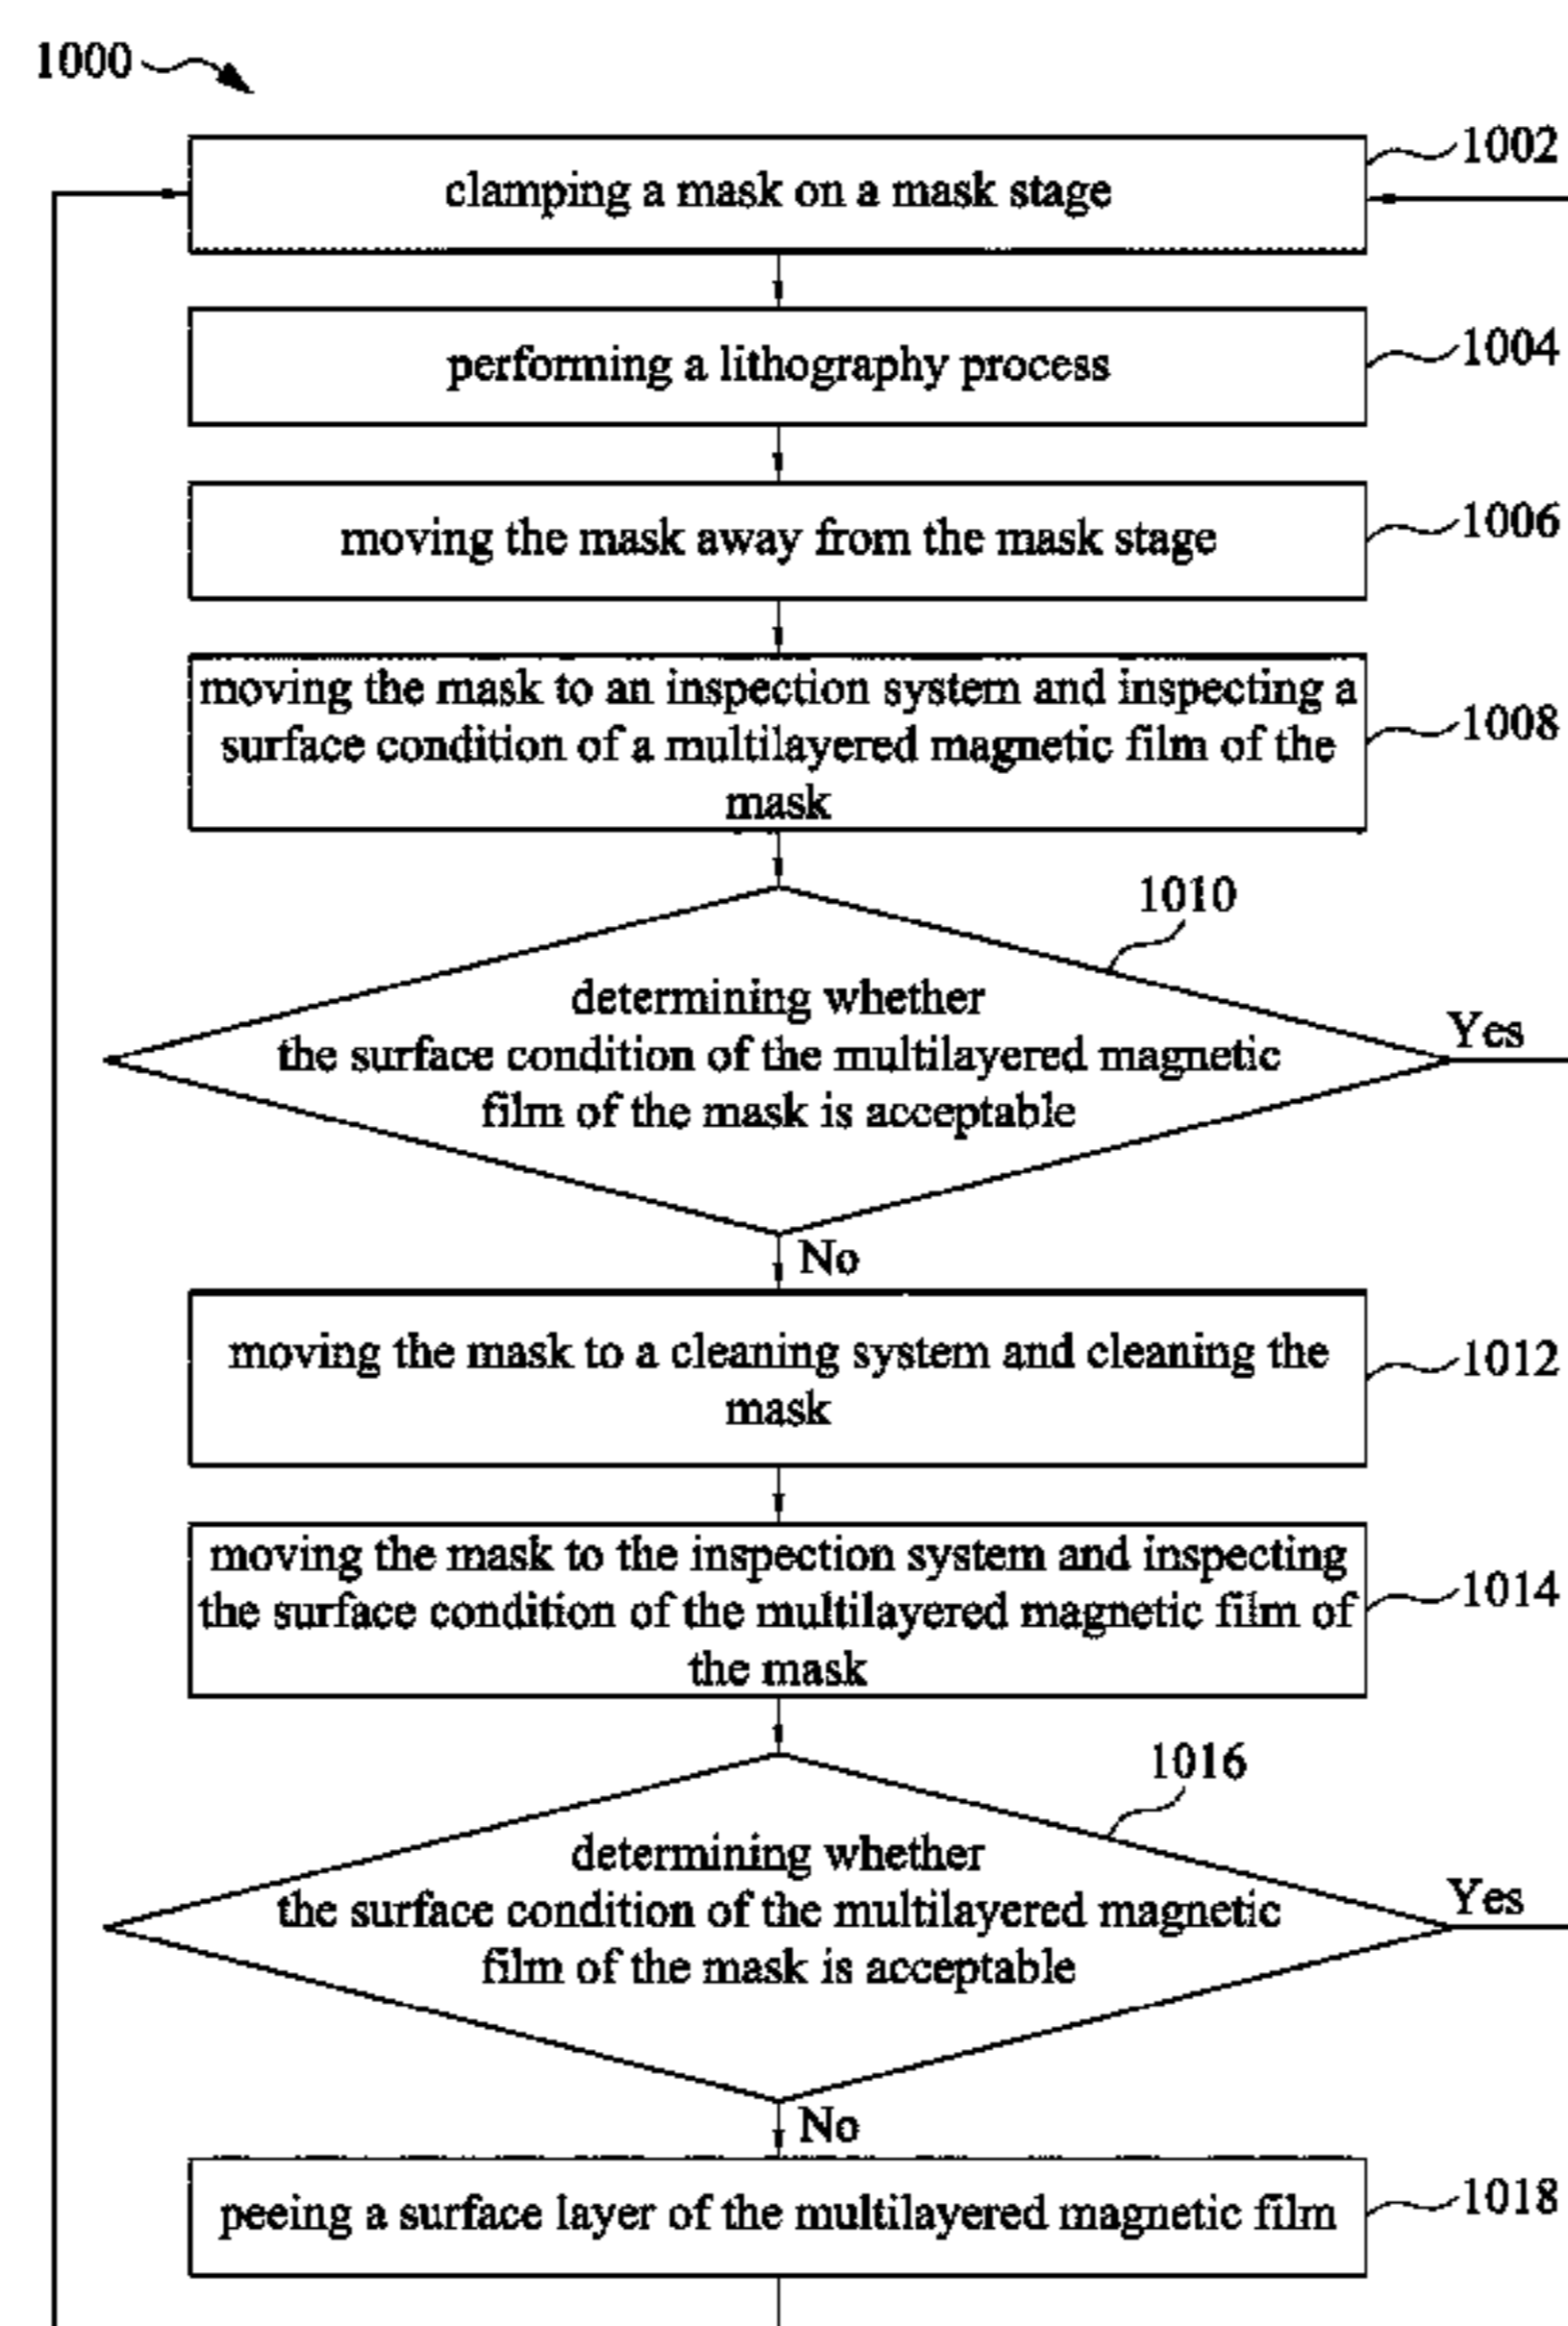 1000
1002
clamping a mask on a mask stage
1004
performing a lithography process
1006
moving the mask away from the mask stage
moving the mask to an inspection system and inspecting a
surface condition of a multilayered magnetic film of the
mask
1008
1010
determining whether
the surface condition of the multilayered magnetic
film of the mask is acceptable
Yes
No
moving the mask to a cleaning system and cleaning the
mask
1012
moving the mask to the inspection system and inspecting
the surface condition of the multilayered magnetic film of
the mask
1014
1016
determining whether
the surface condition of the multilayered magnetic
film of the mask is acceptable
Yes
No
peeing a surface layer of the multilayered magnetic film
1018